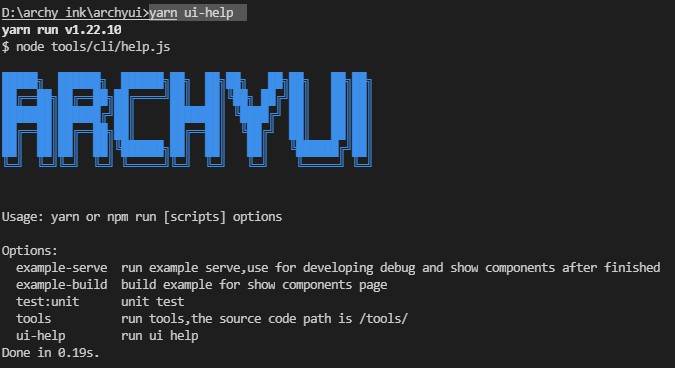 D:\archy ink\archyui>yarn ui-help
yarn run v1.22.10
$ node tools/cli/help.js
ARCHYUI
Usage: yarn or npm run [scripts] options
Options:
example-serve  run example serve,use for developing debug and show components after finished
example-build  build example for show components page
test:unit      unit test
tools          run tools,the source code path is /tools/
ui-help        run ui help
Done in 0.19s.